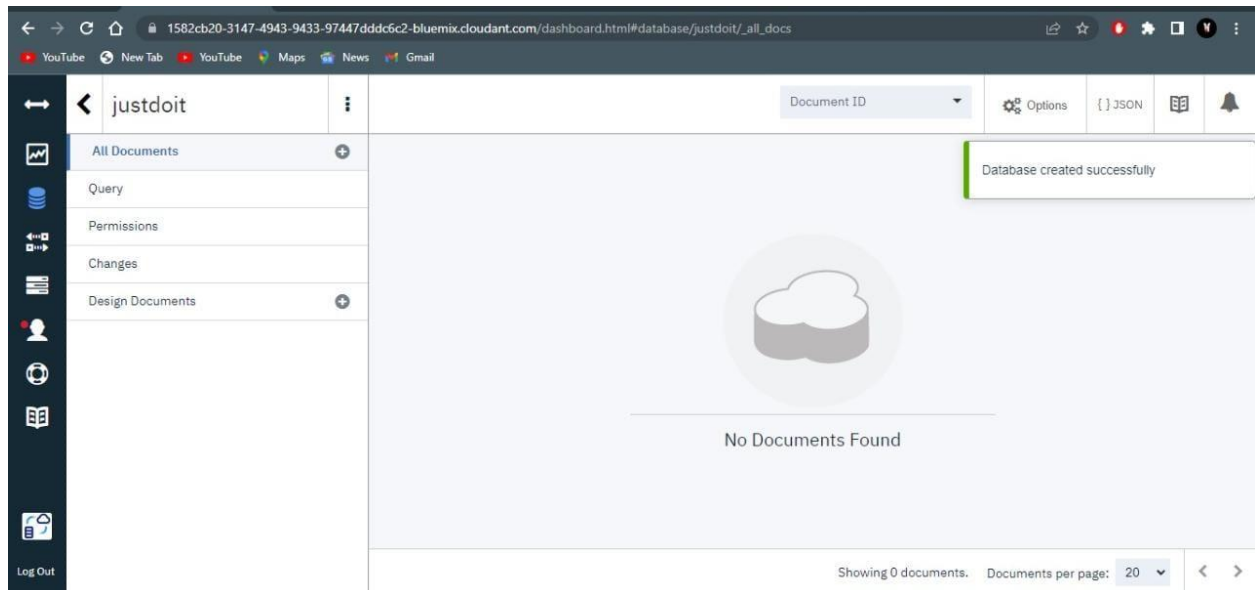 1582cb20-3147-4943-9433-97447dddc6c2-bluemix.cloudant.com/dashboard.html#database/justdoit/_all_docs
YouTube New Tab YouTube Maps News Gmail
justdoit
Document ID
Options
{ } JSON
All Documents
Database created successfully
Query
Permissions
Changes
Design Documents
No Documents Found
Log Out
Showing 0 documents. Documents per page: 20